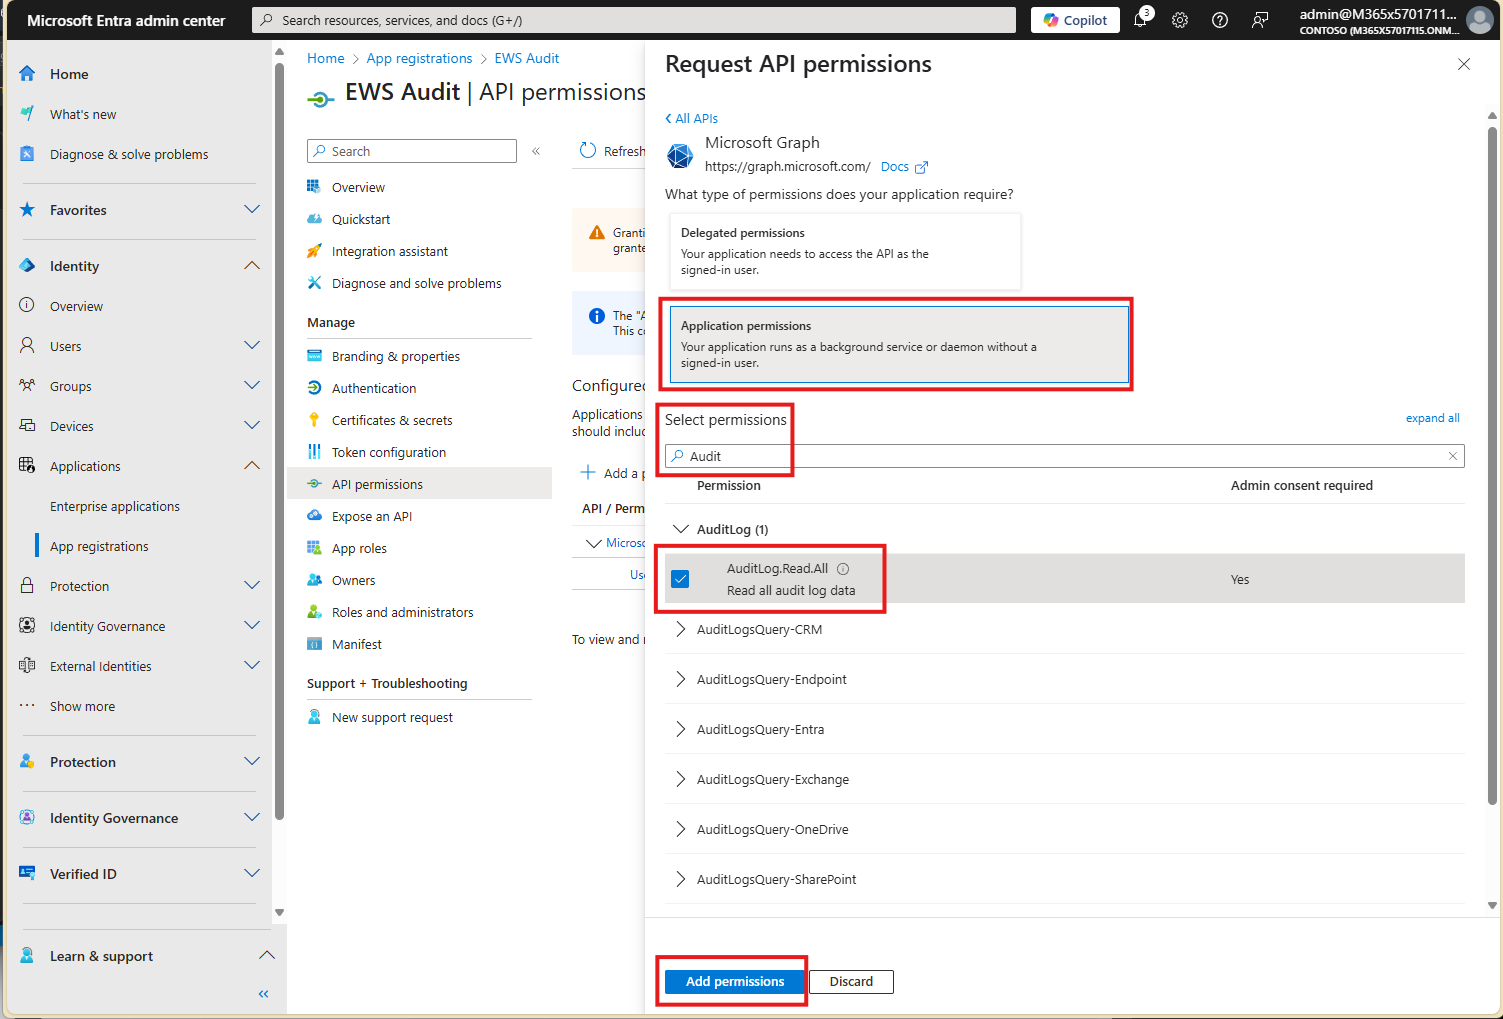 Microsoft Entra admin center
Search resources, services, and docs (G+/)
Copilot
3
admin@M365x5701711...
CONTOSO (M365X57017115.ONM...
Home
What's new
Diagnose & solve problems
Favorites
Identity
Overview
Users
Groups
Devices
Applications
Enterprise applications
App registrations
Protection
Identity Governance
External Identities
Show more
Protection
Identity Governance
Verified ID
Learn & support
Home > App registrations > EWS Audit
EWS Audit | API permissions
Search
Overview
Quickstart
Integration assistant
Diagnose and solve problems
Manage
Branding & properties
Authentication
Certificates & secrets
Token configuration
API permissions
Expose an API
App roles
Owners
Roles and administrators
Manifest
Support + Troubleshooting
New support request
Refresh
Granti
grante
The "A
This co
Configured
Applications
should includ
Add a p
API / Perm
Microso
Use
To view and
Request API permissions
All APIs
Microsoft Graph
https://graph.microsoft.com/ Docs
What type of permissions does your application require?
Delegated permissions
Your application needs to access the API as the
signed-in user.
Application permissions
Your application runs as a background service or daemon without a
signed-in user.
Select permissions
expand all
Audit
Permission
Admin consent required
AuditLog (1)
AuditLog.Read.All
Read all audit log data
Yes
AuditLogsQuery-CRM
AuditLogsQuery-Endpoint
AuditLogsQuery-Entra
AuditLogsQuery-Exchange
AuditLogsQuery-OneDrive
AuditLogsQuery-SharePoint
Add permissions
Discard